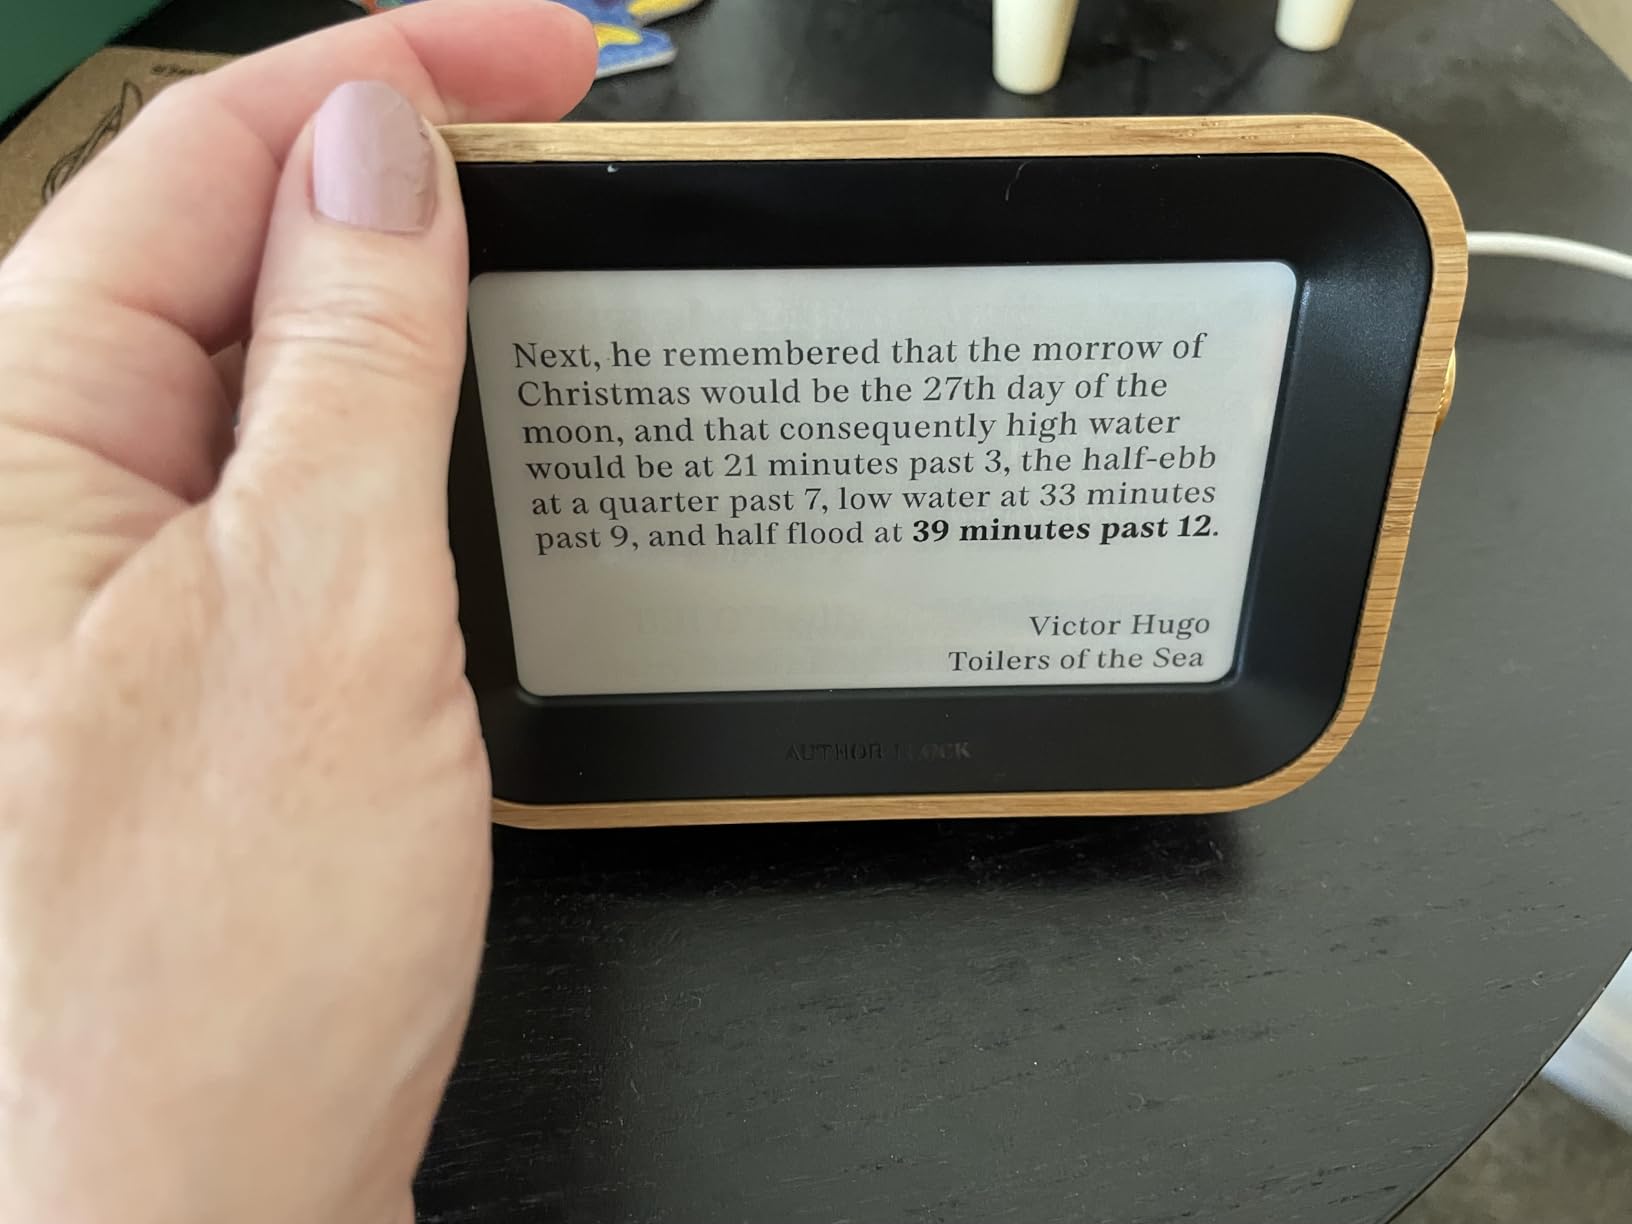 Next, he remembered that the morrow of
Christmas would be the 27th day of the
moon, and that consequently high water
would be at 21 minutes past 3, the half-ebb
at a quarter past 7, low water at 33 minutes
past 9, and half flood at 39 minutes past 12.
Victor Hugo
Toilers of the Sea
AUTHOR CLOCK